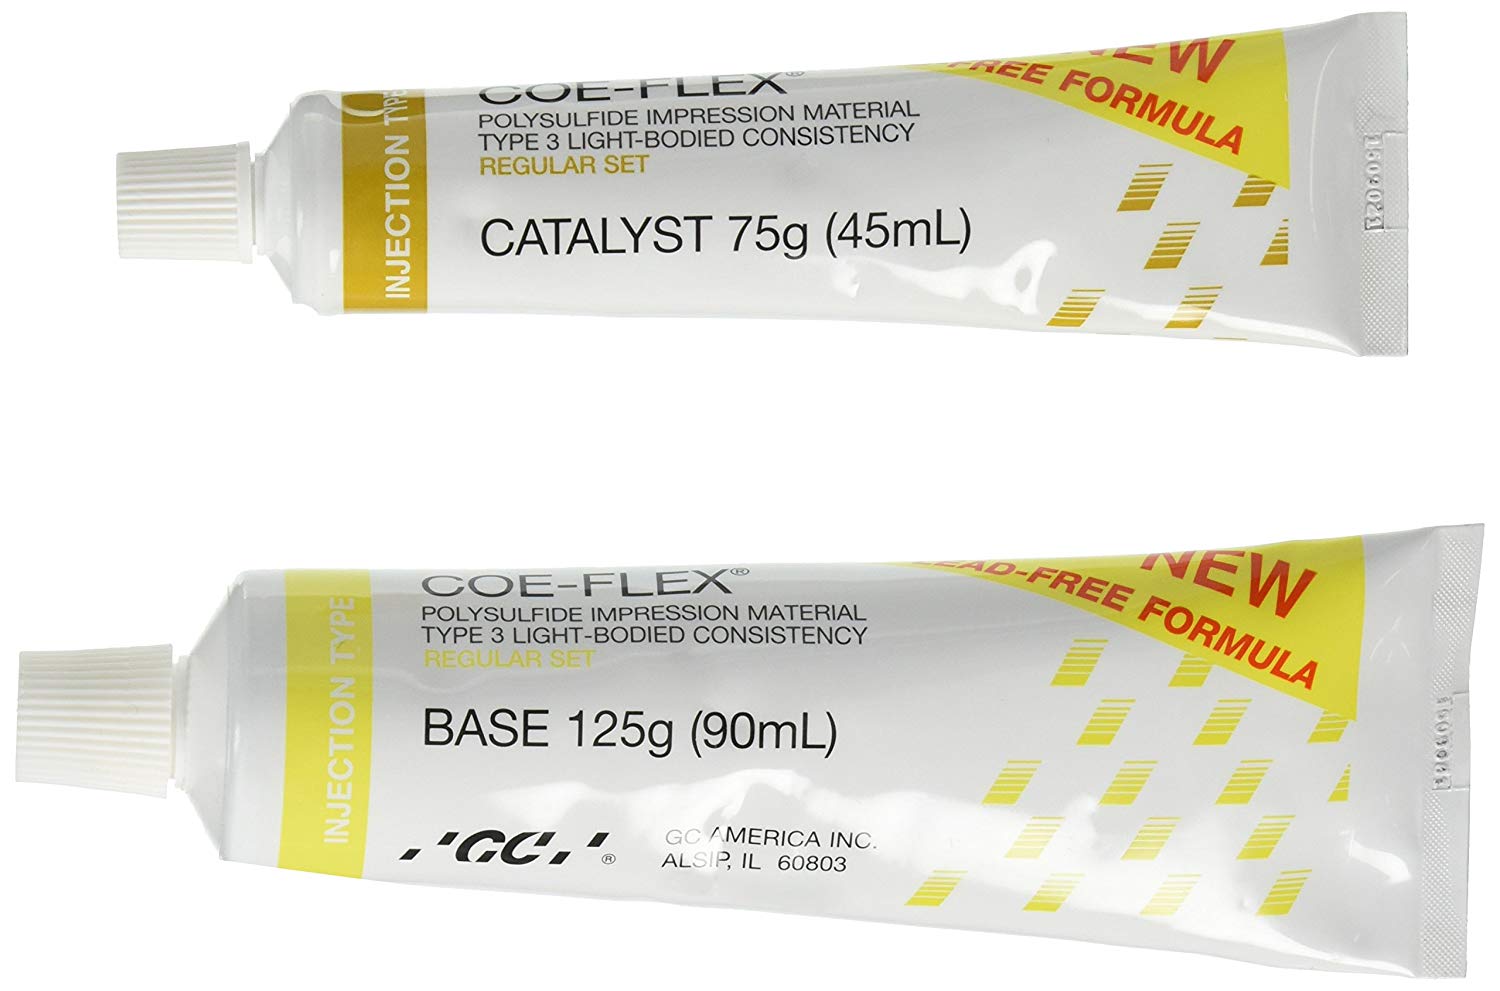 INJECTION TYPE
COE-FLEX®
POLYSULFIDE IMPRESSION MATERIAL
TYPE 3 LIGHT-BODIED CONSISTENCY
REGULAR SET
CATALYST 75g (45mL)
NEW
FREE FORMULA
INJECTION TYPE
COE-FLEX®
POLYSULFIDE IMPRESSION MATERIAL
TYPE 3 LIGHT-BODIED CONSISTENCY
REGULAR SET
BASE 125g (90mL)
GC®
GC AMERICA INC.
ALSIP, IL 60803
NEW
LEAD-FREE FORMULA